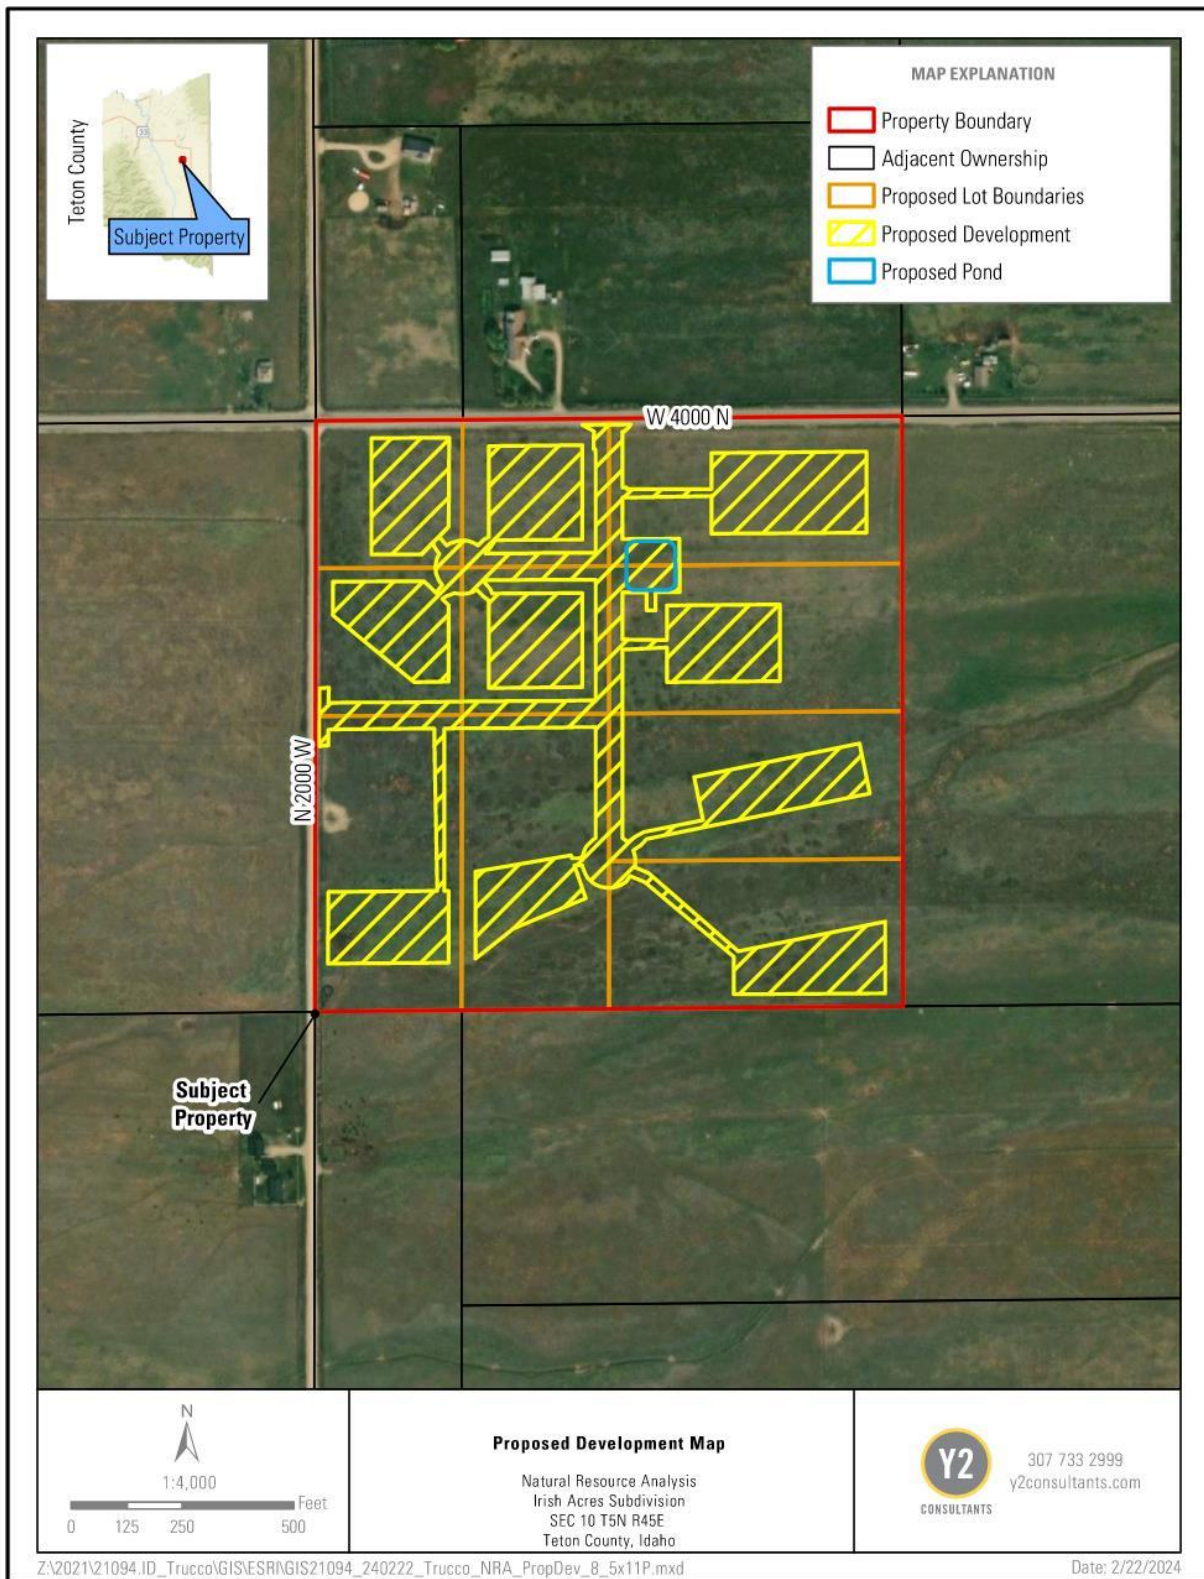 Teton County
33
Subject Property
MAP EXPLANATION
Property Boundary
Adjacent Ownership
Proposed Lot Boundaries
Proposed Development
Proposed Pond
W 4000 N
N 2000 W
Subject
Property
N
1:4,000
Feet
0 125 250 500
Proposed Development Map
Natural Resource Analysis
Irish Acres Subdivision
SEC 10 T5N R45E
Teton County, Idaho
Y2
CONSULTANTS
307 733 2999
y2consultants.com
Z:\2021\21094.ID_Trucco\GIS\ESRI\GIS21094_240222_Trucco_NRA_PropDev_8_5x11P.mxd
Date: 2/22/2024